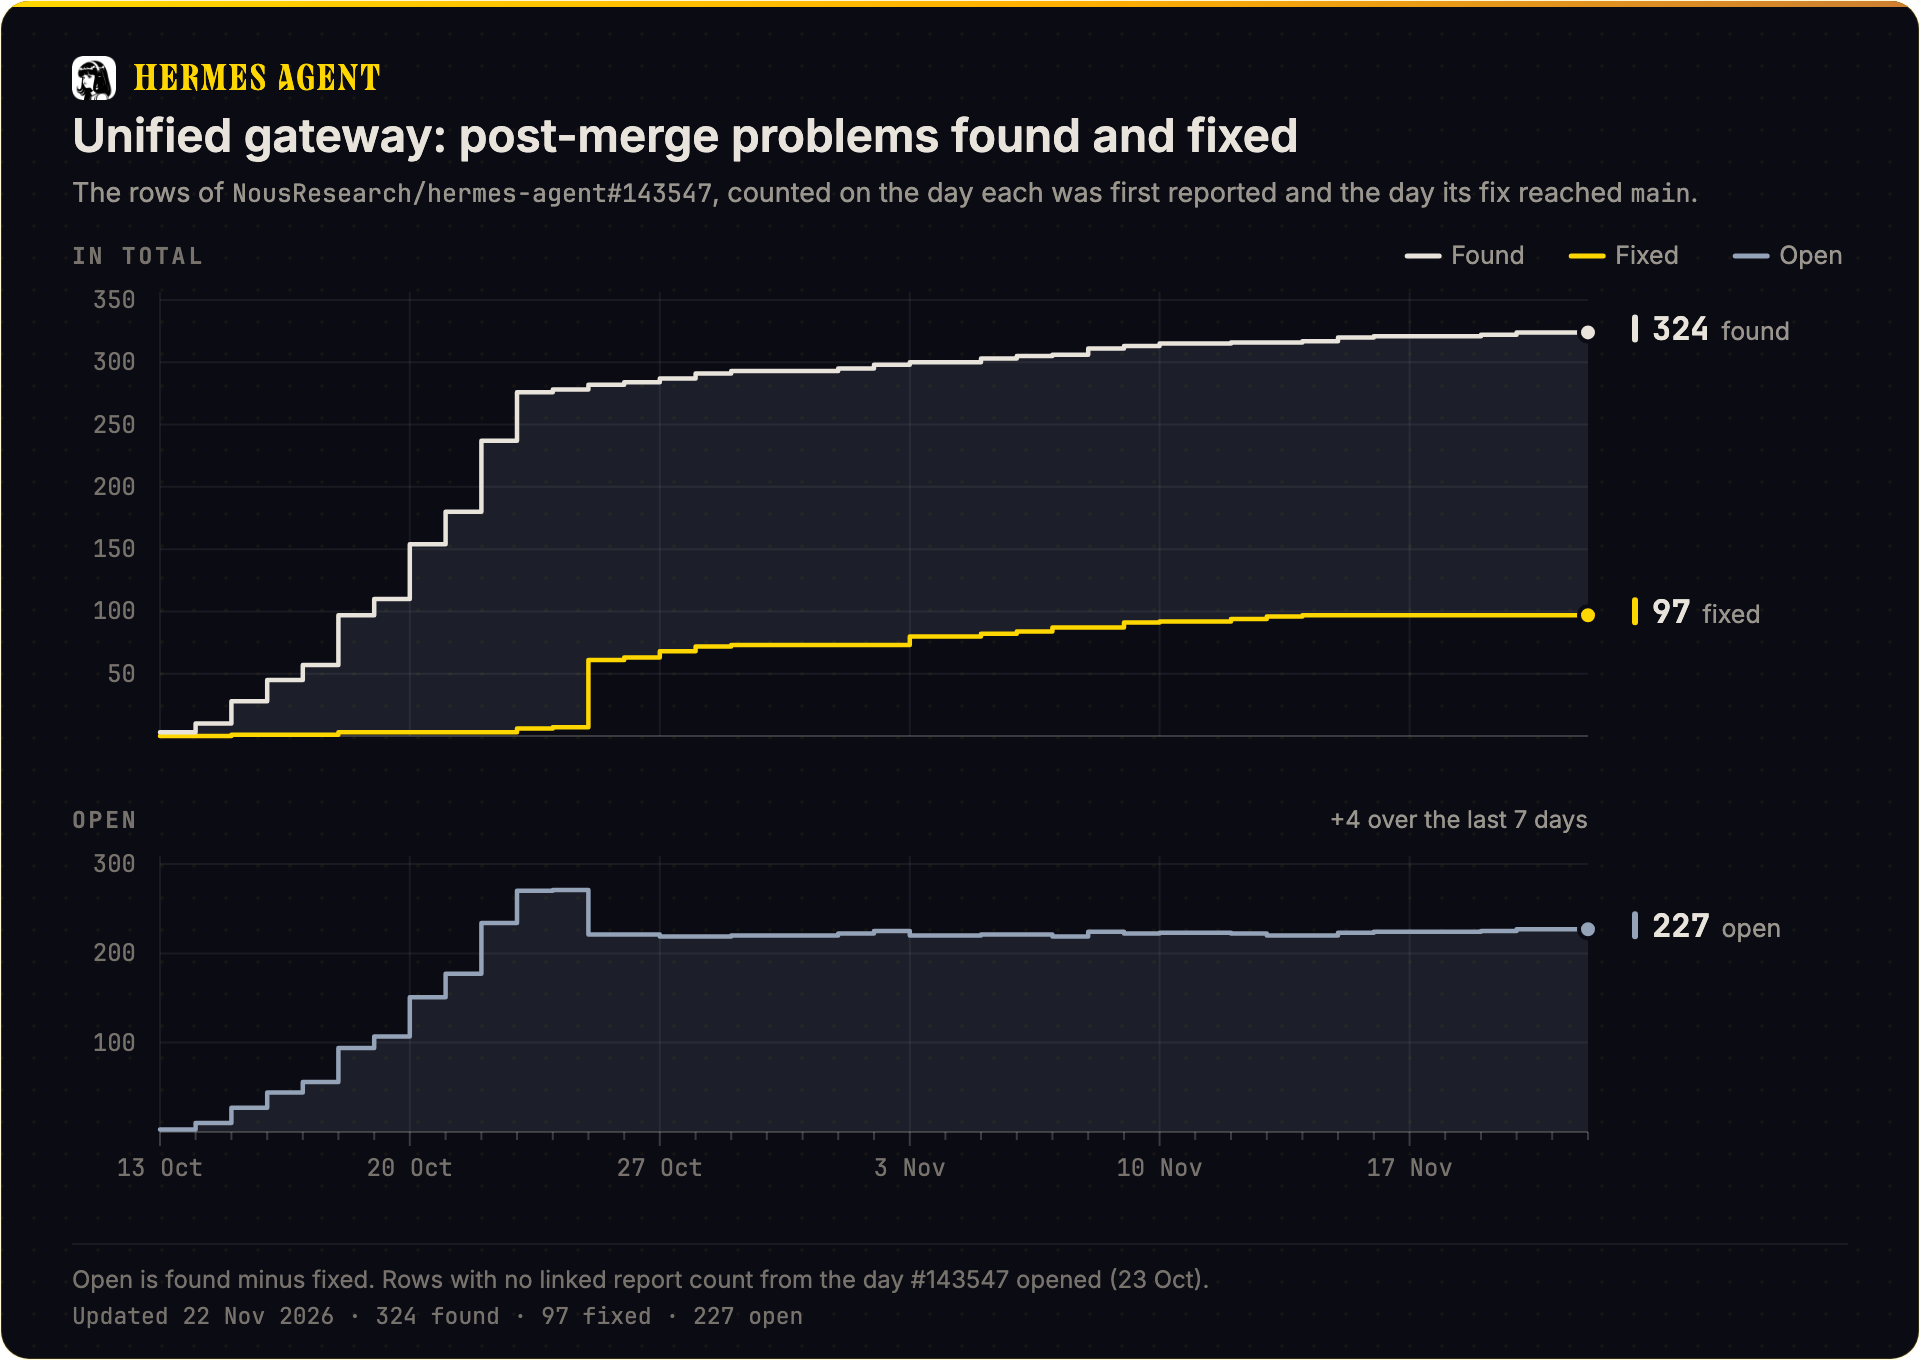 HERMES AGENT
Unified gateway: post-merge problems found and fixed
The rows of NousResearch/hermes-agent#143547, counted on the day each was first reported and the day its fix reached main.
IN TOTAL
Found Fixed Open
350
300
250
200
150
100
50
324 found
97 fixed
OPEN
+4 over the last 7 days
300
200
100
227 open
13 Oct 20 Oct 27 Oct 3 Nov 10 Nov 17 Nov
Open is found minus fixed. Rows with no linked report count from the day #143547 opened (23 Oct).
Updated 22 Nov 2026 · 324 found · 97 fixed · 227 open